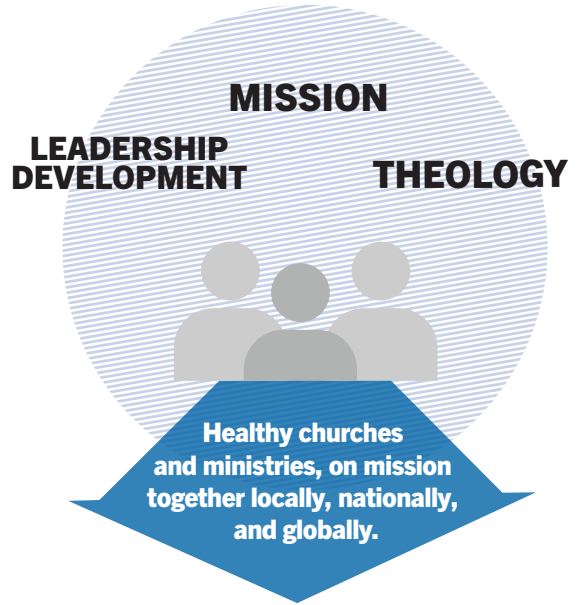 MISSION
LEADERSHIP
DEVELOPMENT
THEOLOGY
Healthy churches
and ministries, on mission
together locally, nationally,
and globally.